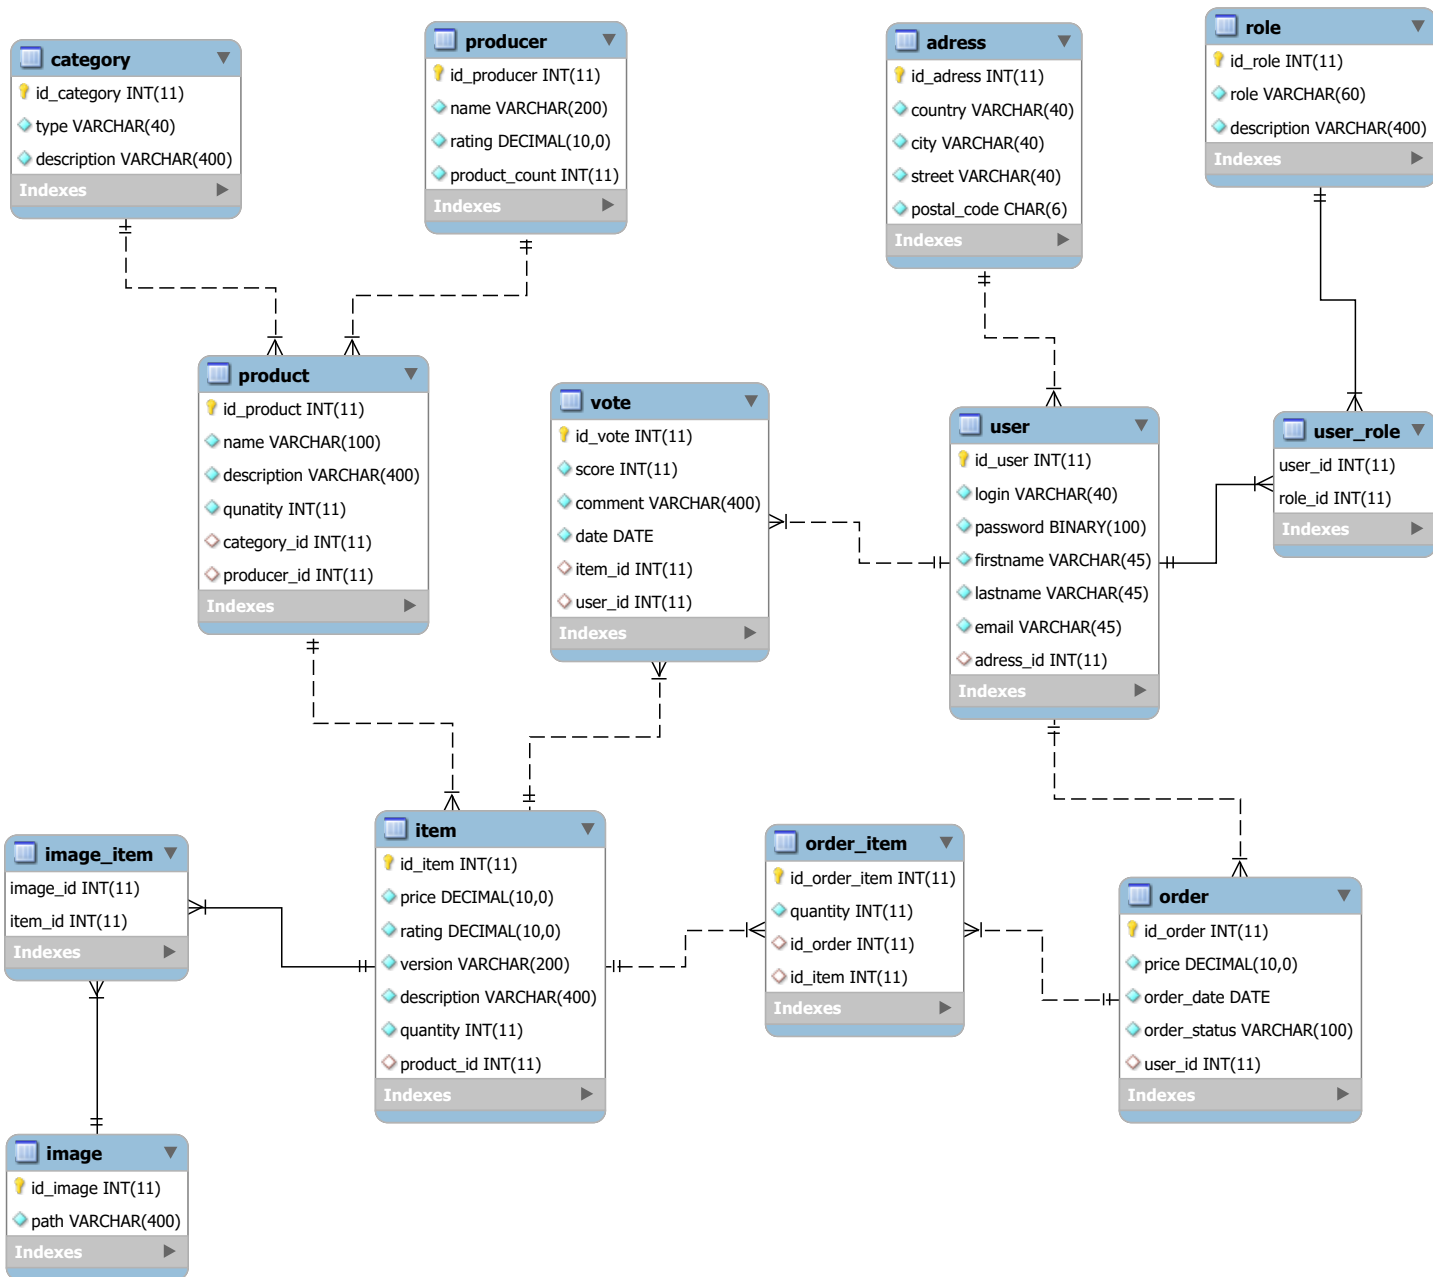 category
id_category INT(11)
type VARCHAR(40)
description VARCHAR(400)
Indexes
producer
id_producer INT(11)
name VARCHAR(200)
rating DECIMAL(10,0)
product_count INT(11)
Indexes
adress
id_adress INT(11)
country VARCHAR(40)
city VARCHAR(40)
street VARCHAR(40)
postal_code CHAR(6)
Indexes
role
id_role INT(11)
role VARCHAR(60)
description VARCHAR(400)
Indexes
product
id_product INT(11)
name VARCHAR(100)
description VARCHAR(400)
qunatity INT(11)
category_id INT(11)
producer_id INT(11)
Indexes
vote
id_vote INT(11)
score INT(11)
comment VARCHAR(400)
date DATE
item_id INT(11)
user_id INT(11)
Indexes
user
id_user INT(11)
login VARCHAR(40)
password BINARY(100)
firstname VARCHAR(45)
lastname VARCHAR(45)
email VARCHAR(45)
adress_id INT(11)
Indexes
user_role
user_id INT(11)
role_id INT(11)
Indexes
image_item
image_id INT(11)
item_id INT(11)
Indexes
item
id_item INT(11)
price DECIMAL(10,0)
rating DECIMAL(10,0)
version VARCHAR(200)
description VARCHAR(400)
quantity INT(11)
product_id INT(11)
Indexes
order_item
id_order_item INT(11)
quantity INT(11)
id_order INT(11)
id_item INT(11)
Indexes
order
id_order INT(11)
price DECIMAL(10,0)
order_date DATE
order_status VARCHAR(100)
user_id INT(11)
Indexes
image
id_image INT(11)
path VARCHAR(400)
Indexes